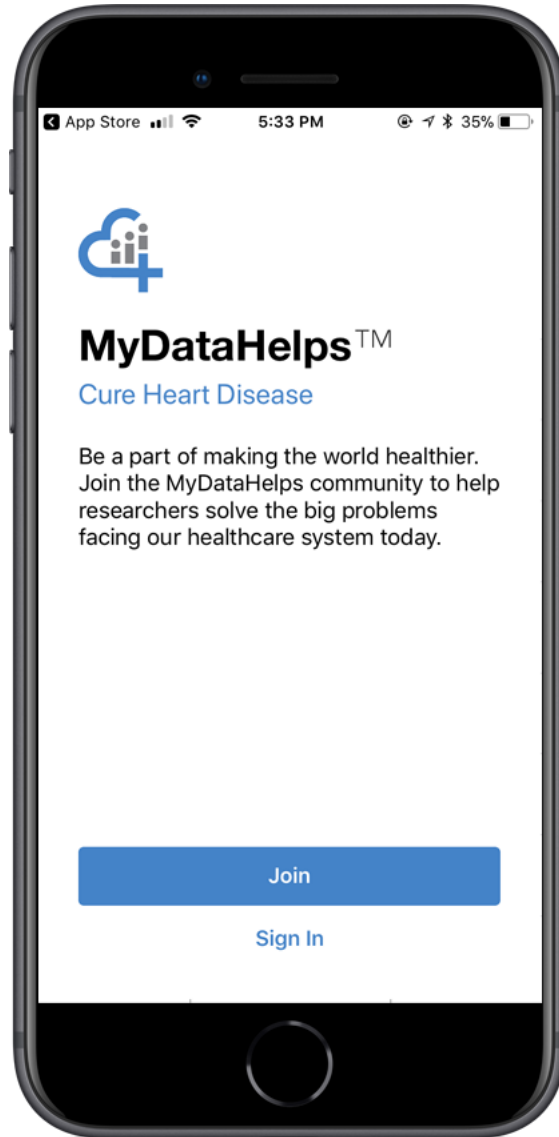 App Store 5:33 PM 35%
MyDataHelps™
Cure Heart Disease
Be a part of making the world healthier.
Join the MyDataHelps community to help
researchers solve the big problems
facing our healthcare system today.
Join
Sign In